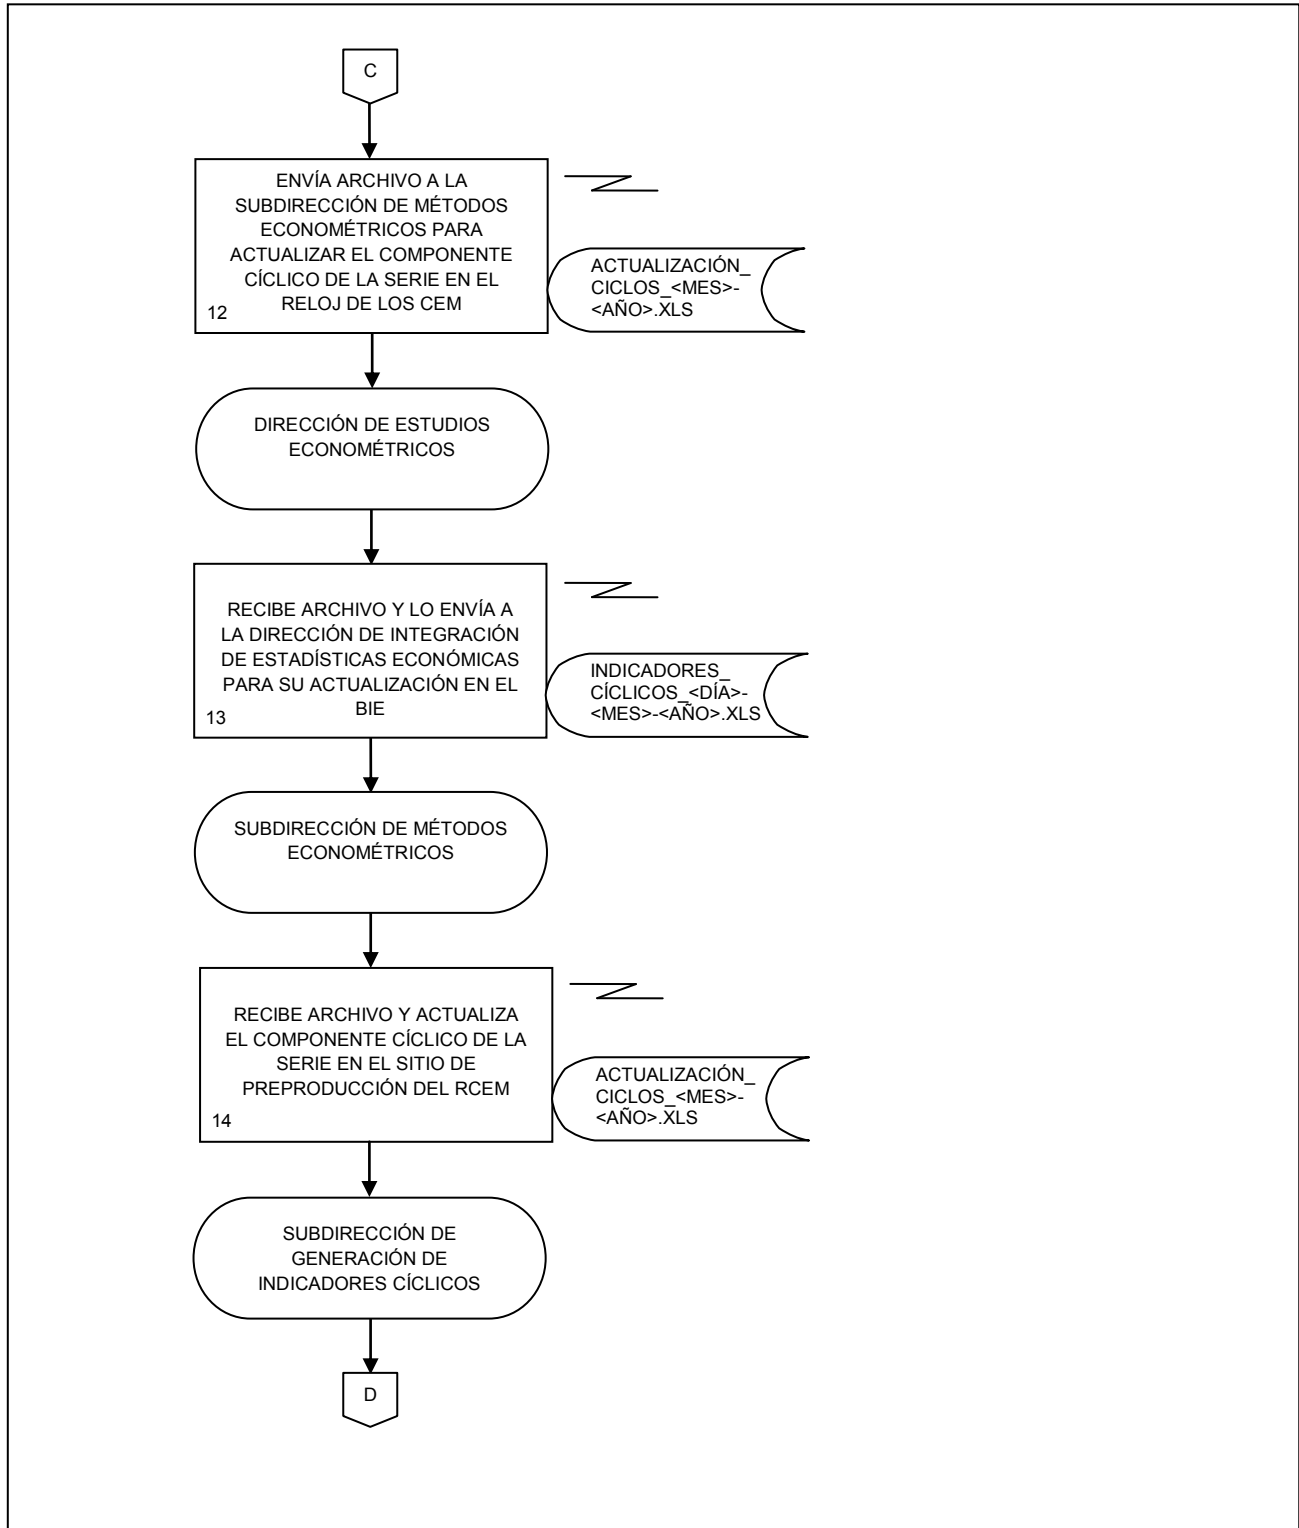 C
ENVÍA ARCHIVO A LA
SUBDIRECCIÓN DE MÉTODOS
ECONOMÉTRICOS PARA
ACTUALIZAR EL COMPONENTE
CÍCLICO DE LA SERIE EN EL
RELOJ DE LOS CEM
12
ACTUALIZACIÓN_
CICLOS_<MES>-
<AÑO>.XLS
DIRECCIÓN DE ESTUDIOS
ECONOMÉTRICOS
RECIBE ARCHIVO Y LO ENVÍA A
LA DIRECCIÓN DE INTEGRACIÓN
DE ESTADÍSTICAS ECONÓMICAS
PARA SU ACTUALIZACIÓN EN EL
BIE
13
INDICADORES_
CÍCLICOS_<DÍA>-
<MES>-<AÑO>.XLS
SUBDIRECCIÓN DE MÉTODOS
ECONOMÉTRICOS
RECIBE ARCHIVO Y ACTUALIZA
EL COMPONENTE CÍCLICO DE LA
SERIE EN EL SITIO DE
PREPRODUCCIÓN DEL RCEM
14
ACTUALIZACIÓN_
CICLOS_<MES>-
<AÑO>.XLS
SUBDIRECCIÓN DE
GENERACIÓN DE
INDICADORES CÍCLICOS
D